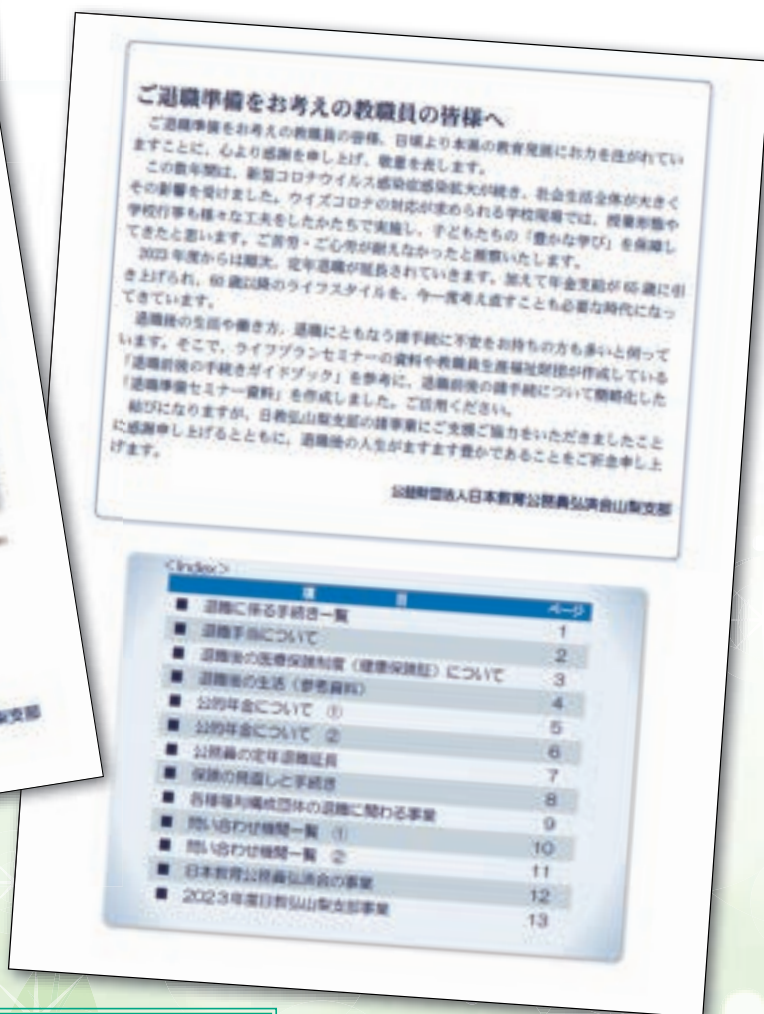 ご退職準備をお考えの教職員の皆様へ
ご退職準備をお考えの教職員の皆様、日頃より本県の教育発展にお力を注がれてい
ますことに、心より感謝を申し上げ、敬意を表します。
この数年間は、新型コロナウイルス感染症感染拡大が続き、社会生活全体が大きく
その影響を受けました。ウイズコロナの対応が求められる学校現場では、授業形態や
学校行事も様々な工夫をしたかたちで実施し、子どもたちの「豊かな学び」を保障し
てきたと思います。ご苦労・ご心労が耐えなかったと推察いたします。
2023年度からは順次、定年退職が延長されていきます。加えて年金支給が65歳に引
き上げられ、60歳以降のライフスタイルを、今一度考え直すことも必要な時代になっ
てきています。
退職後の生活や働き方、退職にともなう諸手続に不安をお持ちの方も多いと伺って
います。そこで、ライフプランセミナーの資料や教職員生涯福祉財団が作成している
「退職前後の手続きガイドブック」を参考に、退職前後の諸手続について簡略化した
「退職準備セミナー資料」を作成しました。ご活用ください。
結びになりますが、日教弘山梨支部の諸事業にご支援ご協力をいただきましたこと
に感謝申し上げるとともに、退職後の人生がますます豊かであることをご祈念申し上
げます。
公益財団法人日本教育公務員弘済会山梨支部
<Index>
項 目 ページ
■ 退職に係る手続き一覧 1
■ 退職手当について 2
■ 退職後の医療保険制度（健康保険証）について 3
■ 退職後の生活（参考資料） 4
■ 公的年金について ① 5
■ 公的年金について ② 6
■ 公務員の定年退職延長 7
■ 保険の見直しと手続き 8
■ 各種福利構成団体の退職に関わる事業 9
■ 問い合わせ機関一覧 ① 10
■ 問い合わせ機関一覧 ② 11
■ 日本教育公務員弘済会の事業 12
■ 2023年度日教弘山梨支部事業 13
梨支部